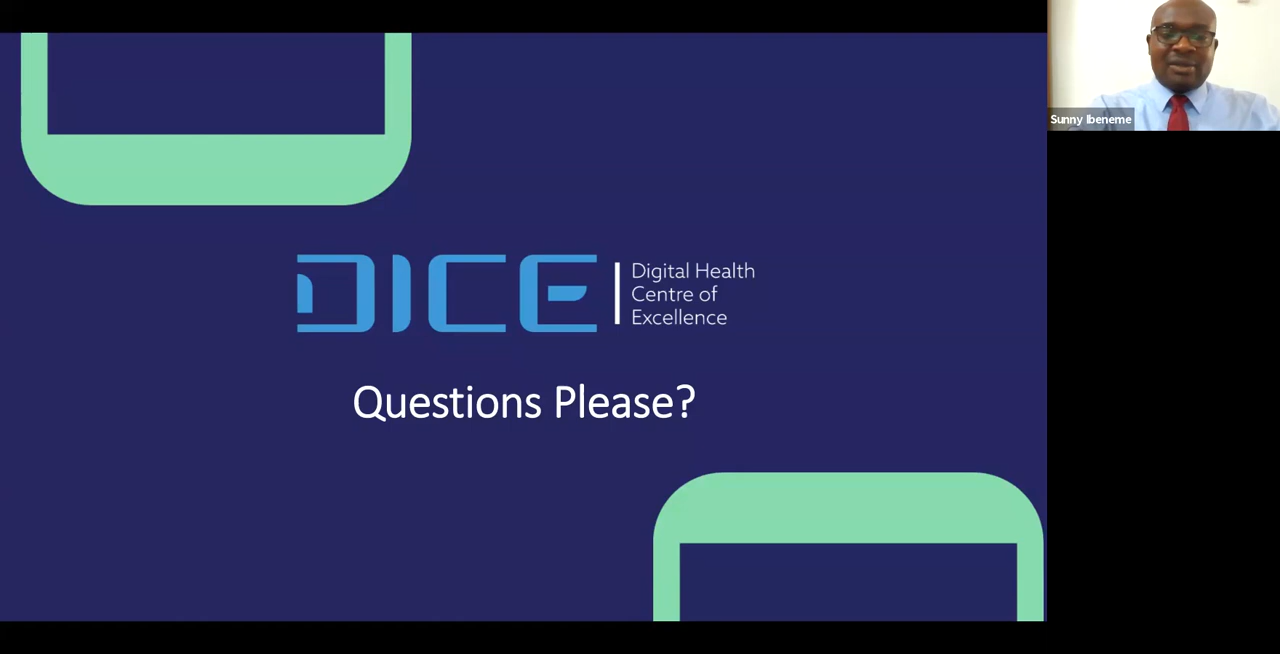 DICE
Digital Health
Centre of
Excellence
Questions Please?
Sunny Ibeneme